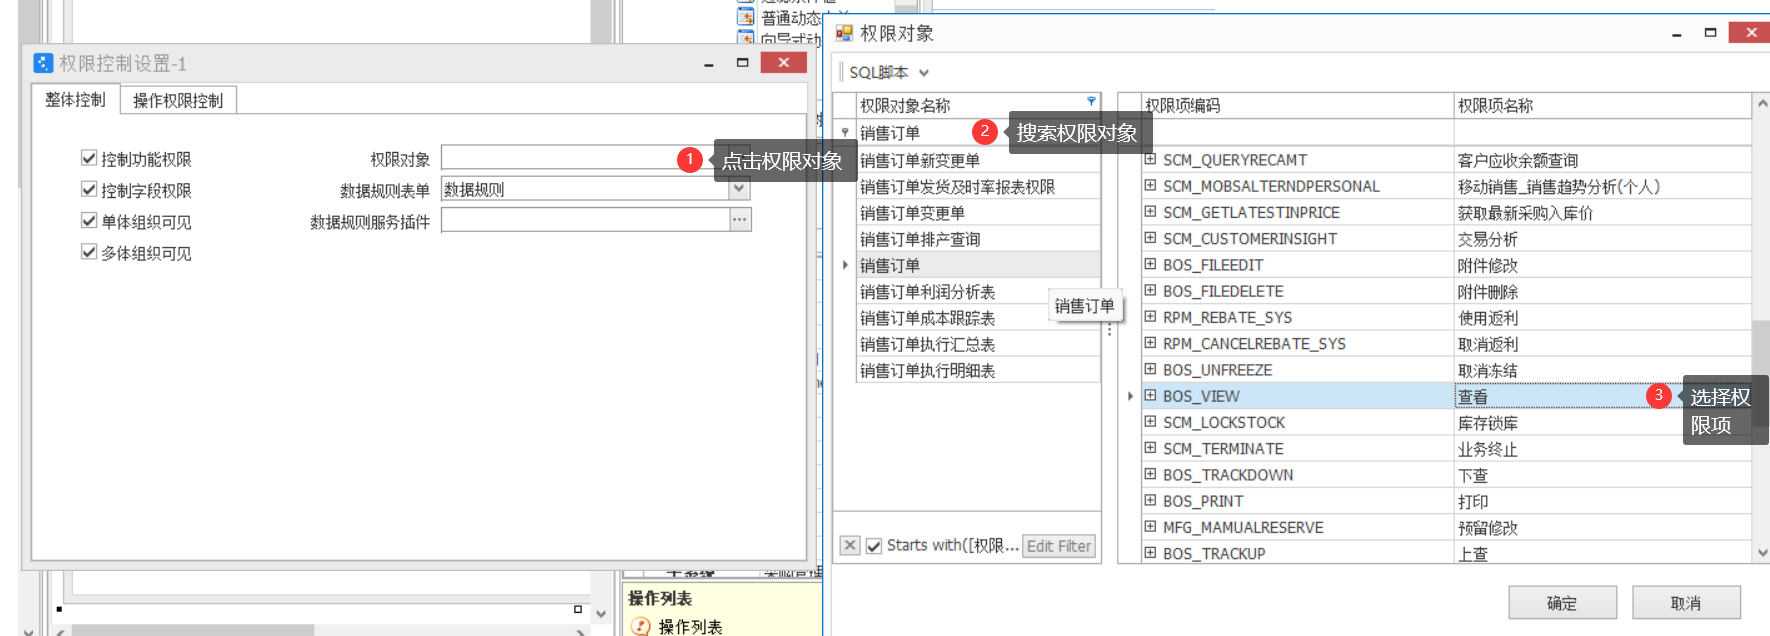 普通动态
权限控制设置-1
整体控制
操作权限控制
控制功能权限
权限对象
控制字段权限
数据规则表单
数据规则
单体组织可见
数据规则服务插件
...
多体组织可见
1
点击权限对象
权限对象
SQL脚本
权限对象名称
销售订单
2
搜索权限对象
销售订单新变更单
销售订单发货及时率报表权限
销售订单变更单
销售订单排产查询
销售订单
销售订单利润分析表
销售订单
销售订单成本跟踪表
销售订单执行汇总表
销售订单执行明细表
Starts with([权限...
Edit Filter
权限项编码
权限项名称
SCM_QUERYRECAMT
客户应收余额查询
SCM_MOBSALTERNDPERSONAL
移动销售_销售趋势分析(个人)
SCM_GETLATESTINPRICE
获取最新采购入库价
SCM_CUSTOMERINSIGHT
交易分析
BOS_FILEEDIT
附件修改
BOS_FILEDELETE
附件删除
RPM_REBATE_SYS
使用返利
RPM_CANCELREBATE_SYS
取消返利
BOS_UNFREEZE
取消冻结
BOS_VIEW
查看
3
选择权
限项
SCM_LOCKSTOCK
库存锁库
SCM_TERMINATE
业务终止
BOS_TRACKDOWN
下查
BOS_PRINT
打印
MFG_MAMUALRESERVE
预留修改
BOS_TRACKUP
上查
确定
取消
操作列表
操作列表